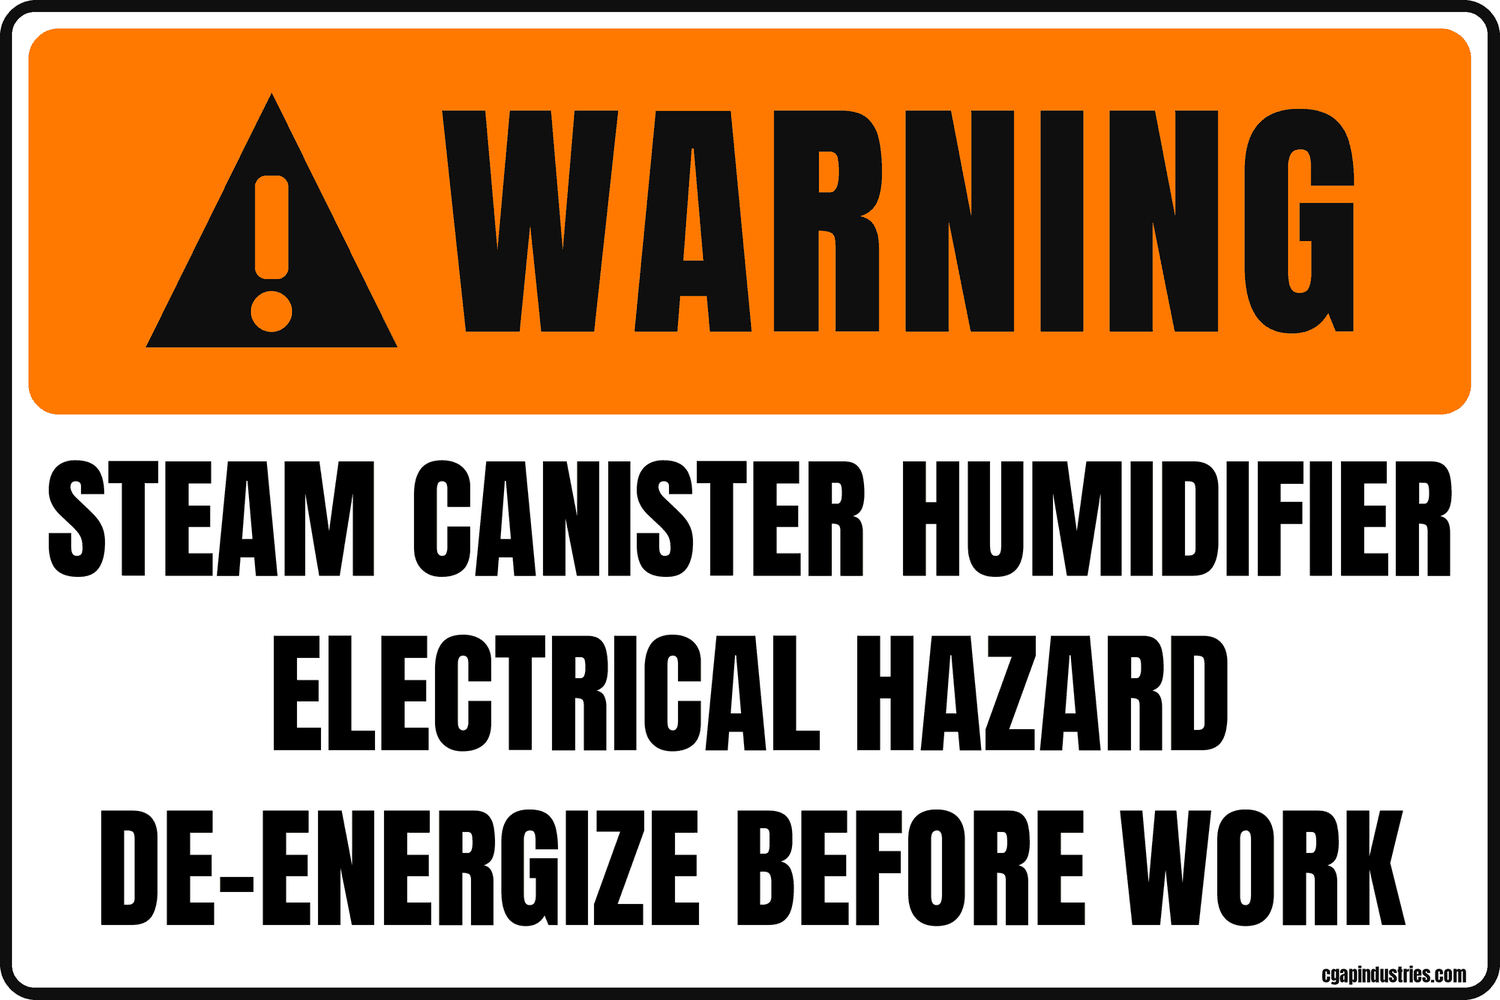 WARNING
STEAM CANISTER HUMIDIFIER
ELECTRICAL HAZARD
DE-ENERGIZE BEFORE WORK
cgapindustries.com